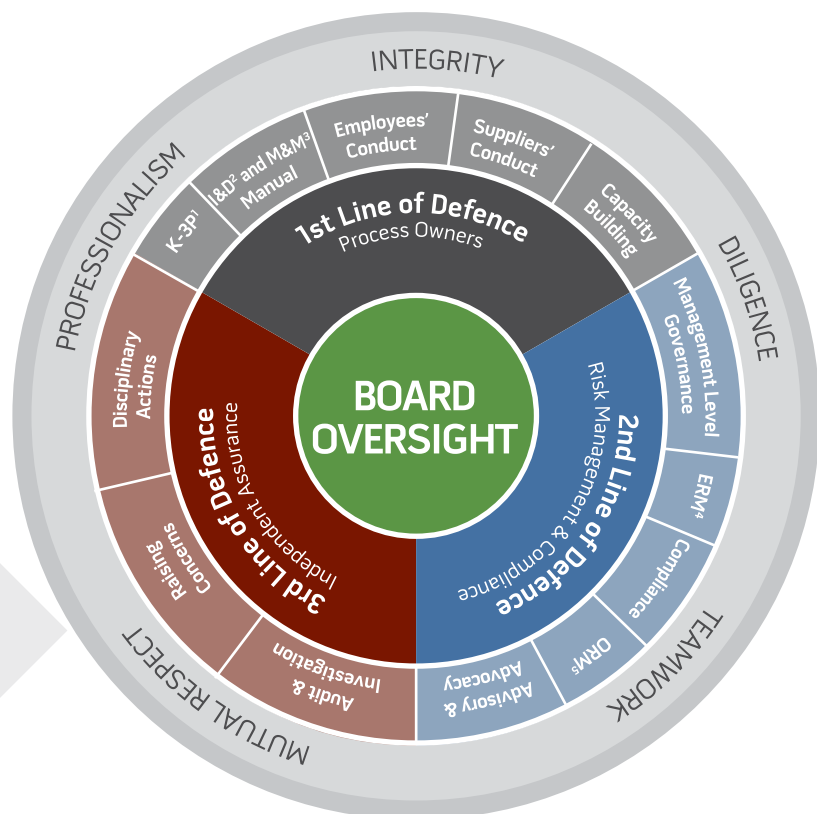 INTEGRITY
DILIGENCE
TEAMWORK
MUTUAL RESPECT
PROFESSIONALISM
K-3P¹
I&D² and M&M³
Manual
Employees'
Conduct
Suppliers'
Conduct
Capacity
Building
Management Level
Governance
ERM⁴
Compliance
ORM⁵
Advisory &
Advocacy
Audit &
Investigation
Raising
Concerns
Disciplinary
Actions
1st Line of Defence
Process Owners
2nd Line of Defence
Risk Management & Compliance
3rd Line of Defence
Independent Assurance
BOARD
OVERSIGHT